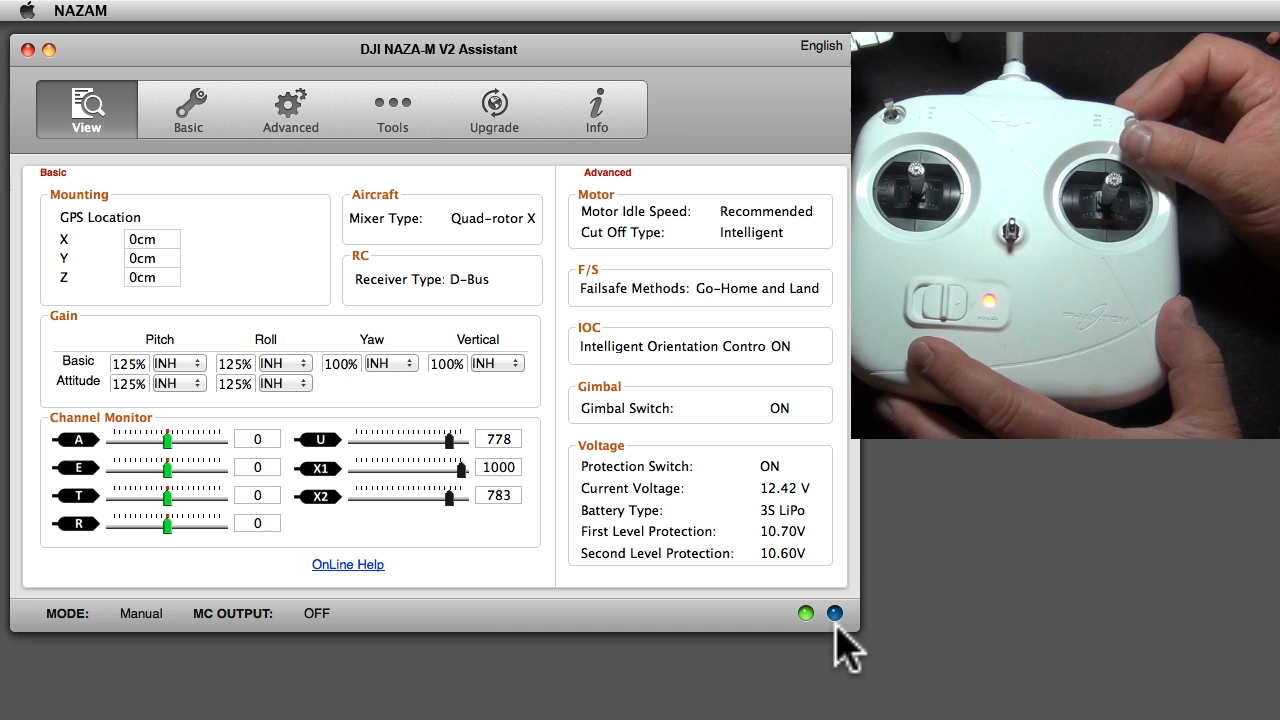 NAZAM
DJI NAZA-M V2 Assistant
English
View
Basic
Advanced
Tools
Upgrade
Info
Basic
Mounting
GPS Location
X 0cm
Y 0cm
Z 0cm
Aircraft
Mixer Type: Quad-rotor X
RC
Receiver Type: D-Bus
Gain
Pitch Roll Yaw Vertical
Basic 125% INH 125% INH 100% INH 100% INH
Attitude 125% INH 125% INH
Channel Monitor
A 0 U 778
E 0 X1 1000
T 0 X2 783
R 0
OnLine Help
Advanced
Motor
Motor Idle Speed: Recommended
Cut Off Type: Intelligent
F/S
Failsafe Methods: Go-Home and Land
IOC
Intelligent Orientation Contro ON
Gimbal
Gimbal Switch: ON
Voltage
Protection Switch: ON
Current Voltage: 12.42 V
Battery Type: 3S LiPo
First Level Protection: 10.70V
Second Level Protection: 10.60V
MODE: Manual MC OUTPUT: OFF